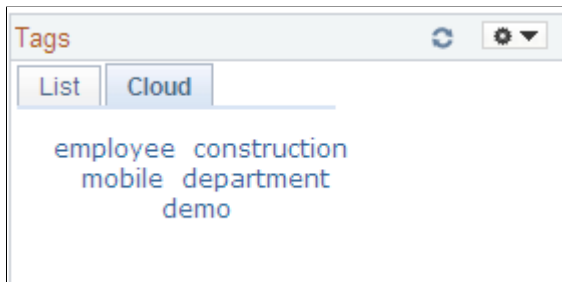 Tags
List Cloud
employee construction
mobile department
demo